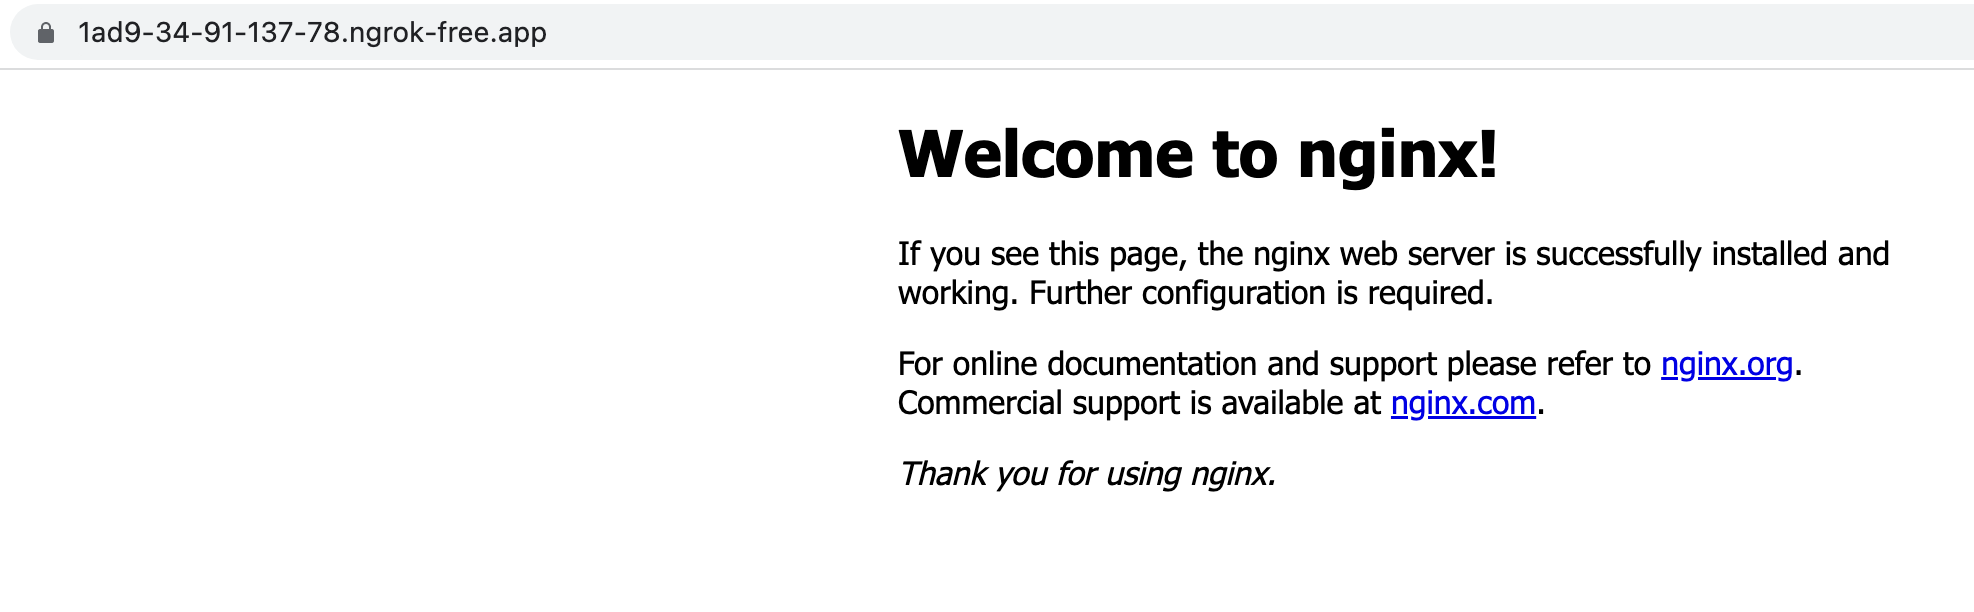 1ad9-34-91-137-78.ngrok-free.app
Welcome to nginx!
If you see this page, the nginx web server is successfully installed and
working. Further configuration is required.
For online documentation and support please refer to nginx.org.
Commercial support is available at nginx.com.
Thank you for using nginx.